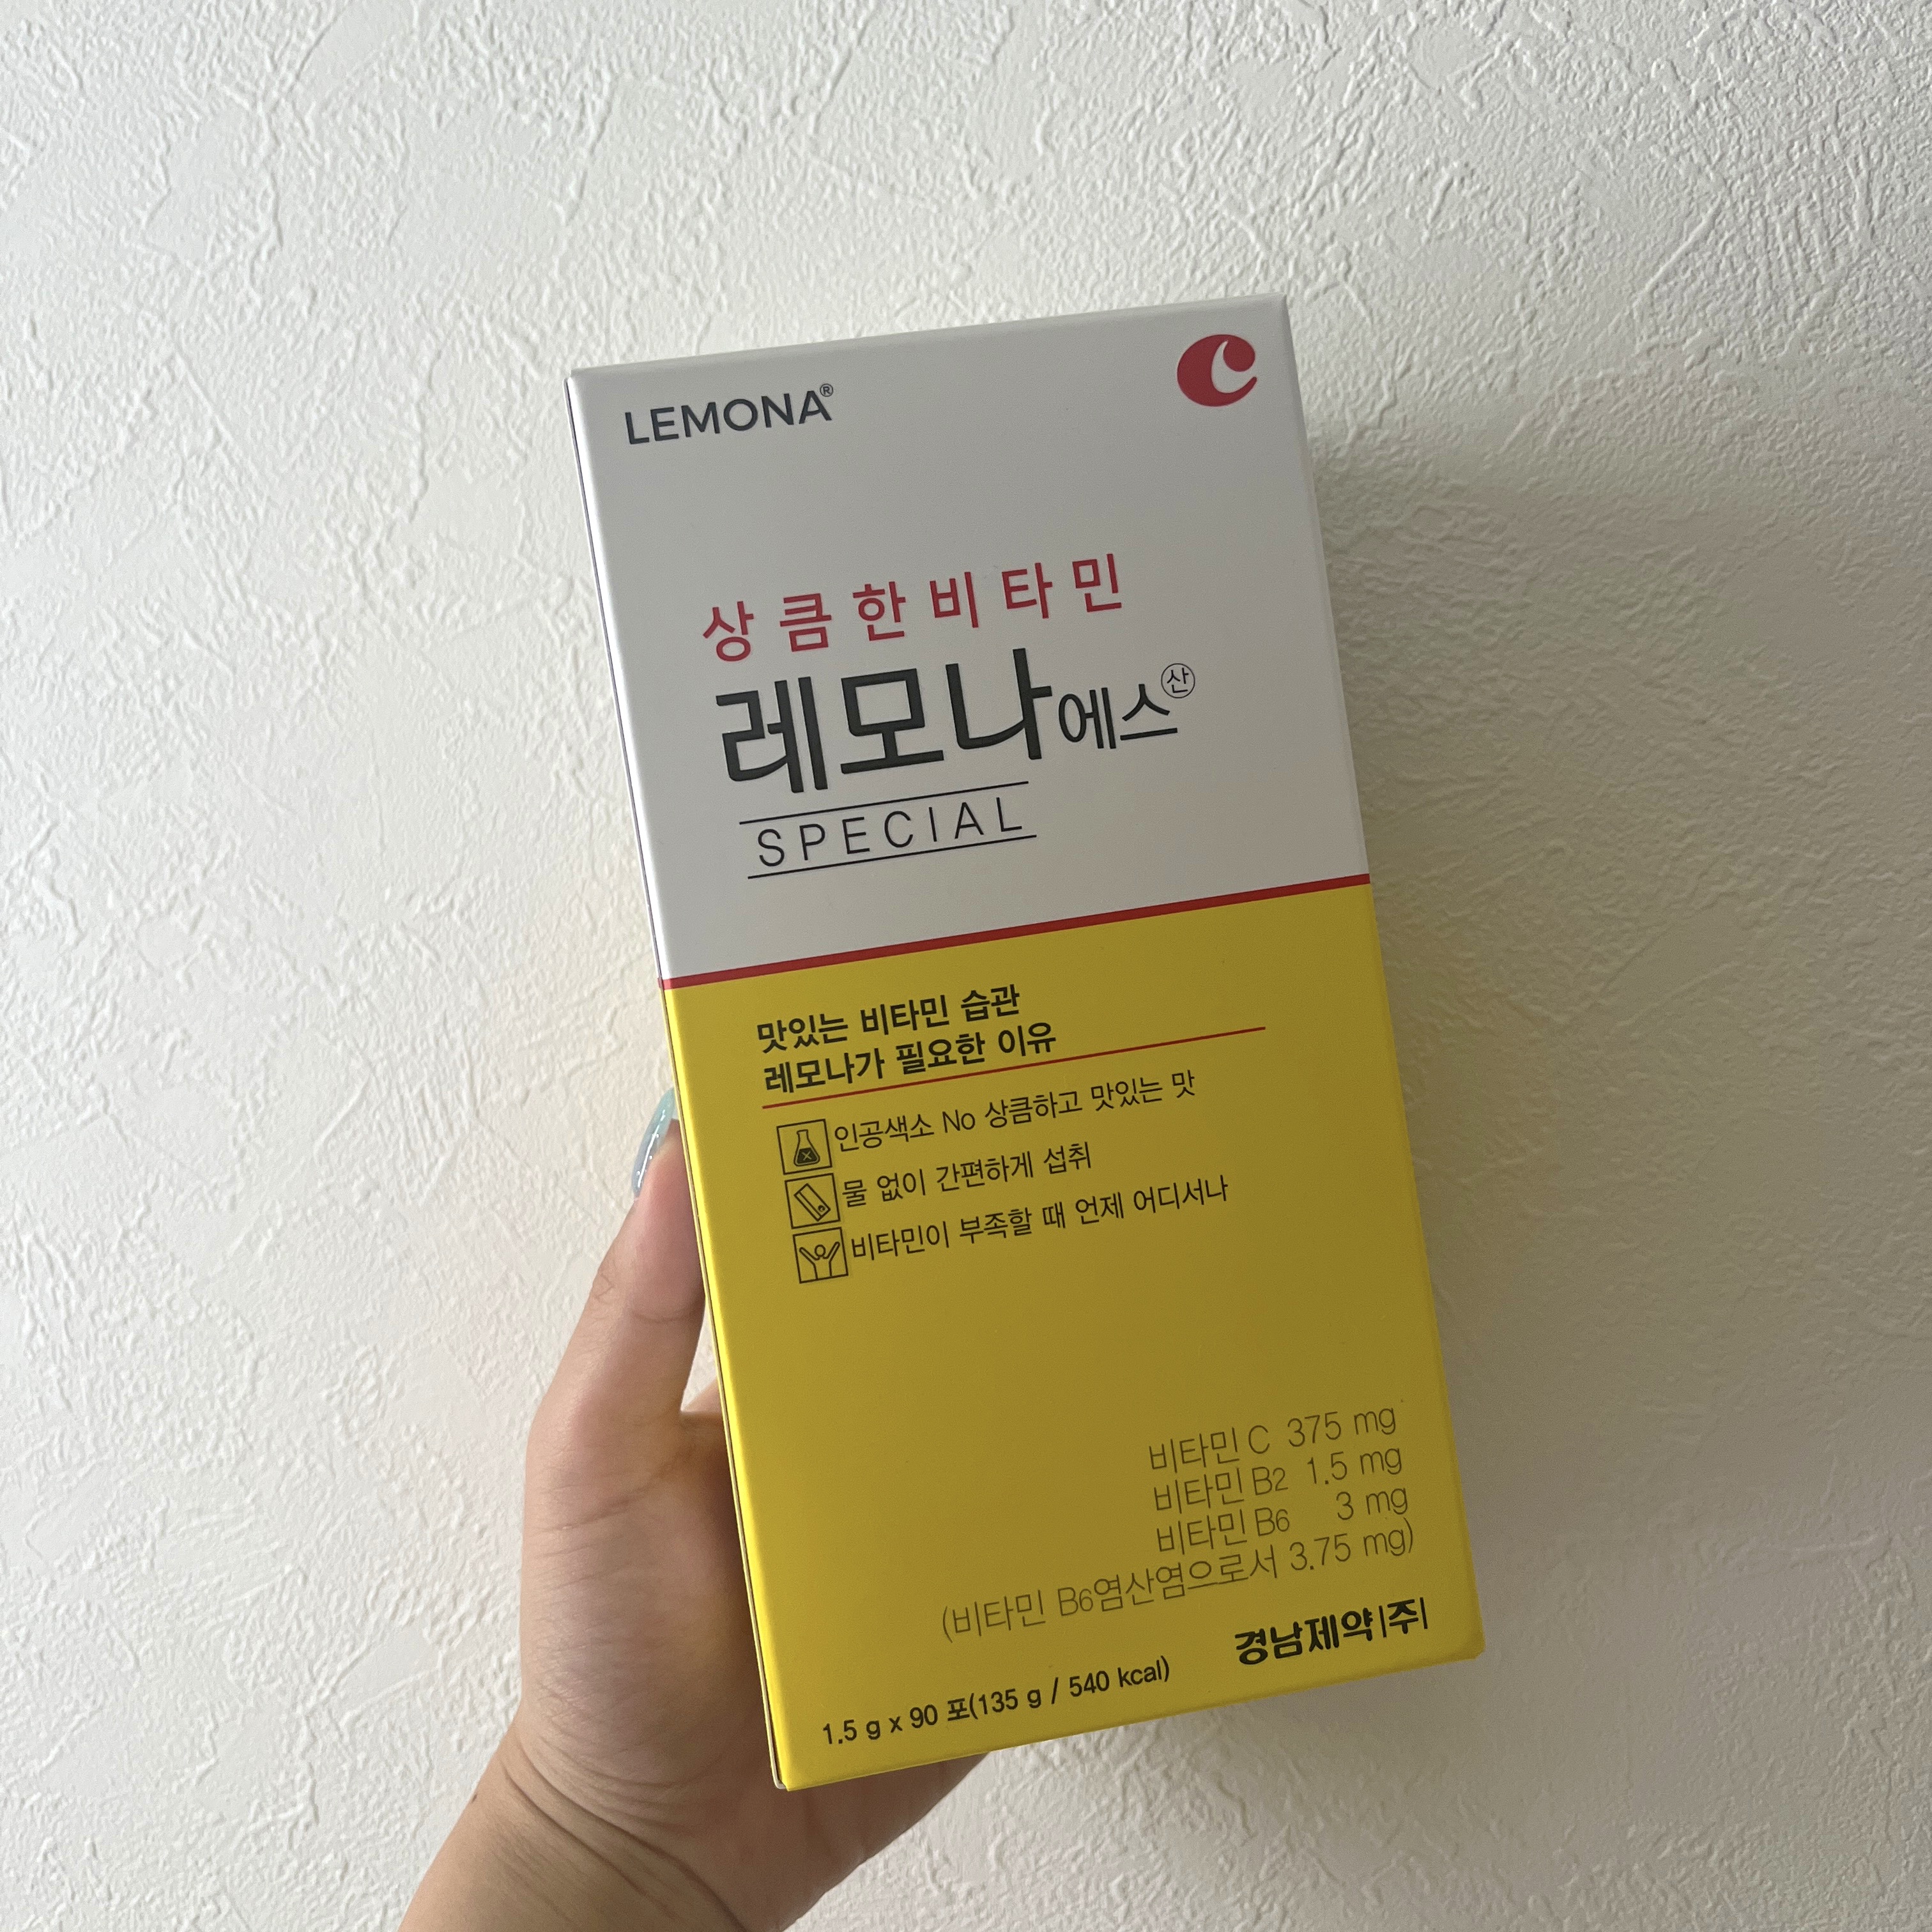 LEMONA®
상큼한비타민
레모나에스산
SPECIAL
맛있는 비타민 습관
레모나가 필요한 이유
인공색소 No 상큼하고 맛있는 맛
물 없이 간편하게 섭취
비타민이 부족할 때 언제 어디서나
비타민 C 375 mg
비타민 B2 1.5 mg
비타민 B6 3 mg
(비타민 B6염산염으로서 3.75 mg)
경남제약|주|
1.5 g x 90 포(135 g / 540 kcal)